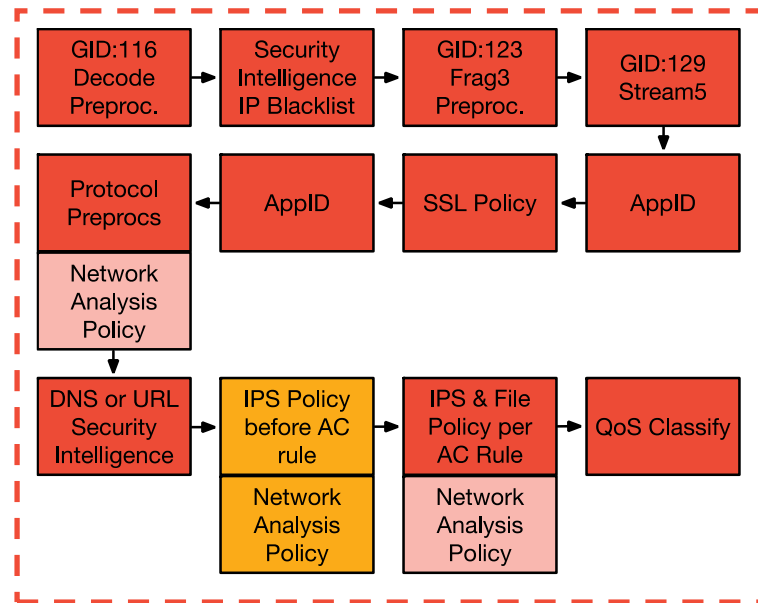 GID:116
Decode
Preproc.
Security
Intelligence
IP Blacklist
GID:123
Frag3
Preproc.
GID:129
Stream5
Protocol
Preprocs
Network
Analysis
Policy
AppID
SSL Policy
AppID
DNS or URL
Security
Intelligence
IPS Policy
before AC
rule
Network
Analysis
Policy
IPS & File
Policy per
AC Rule
Network
Analysis
Policy
QoS Classify